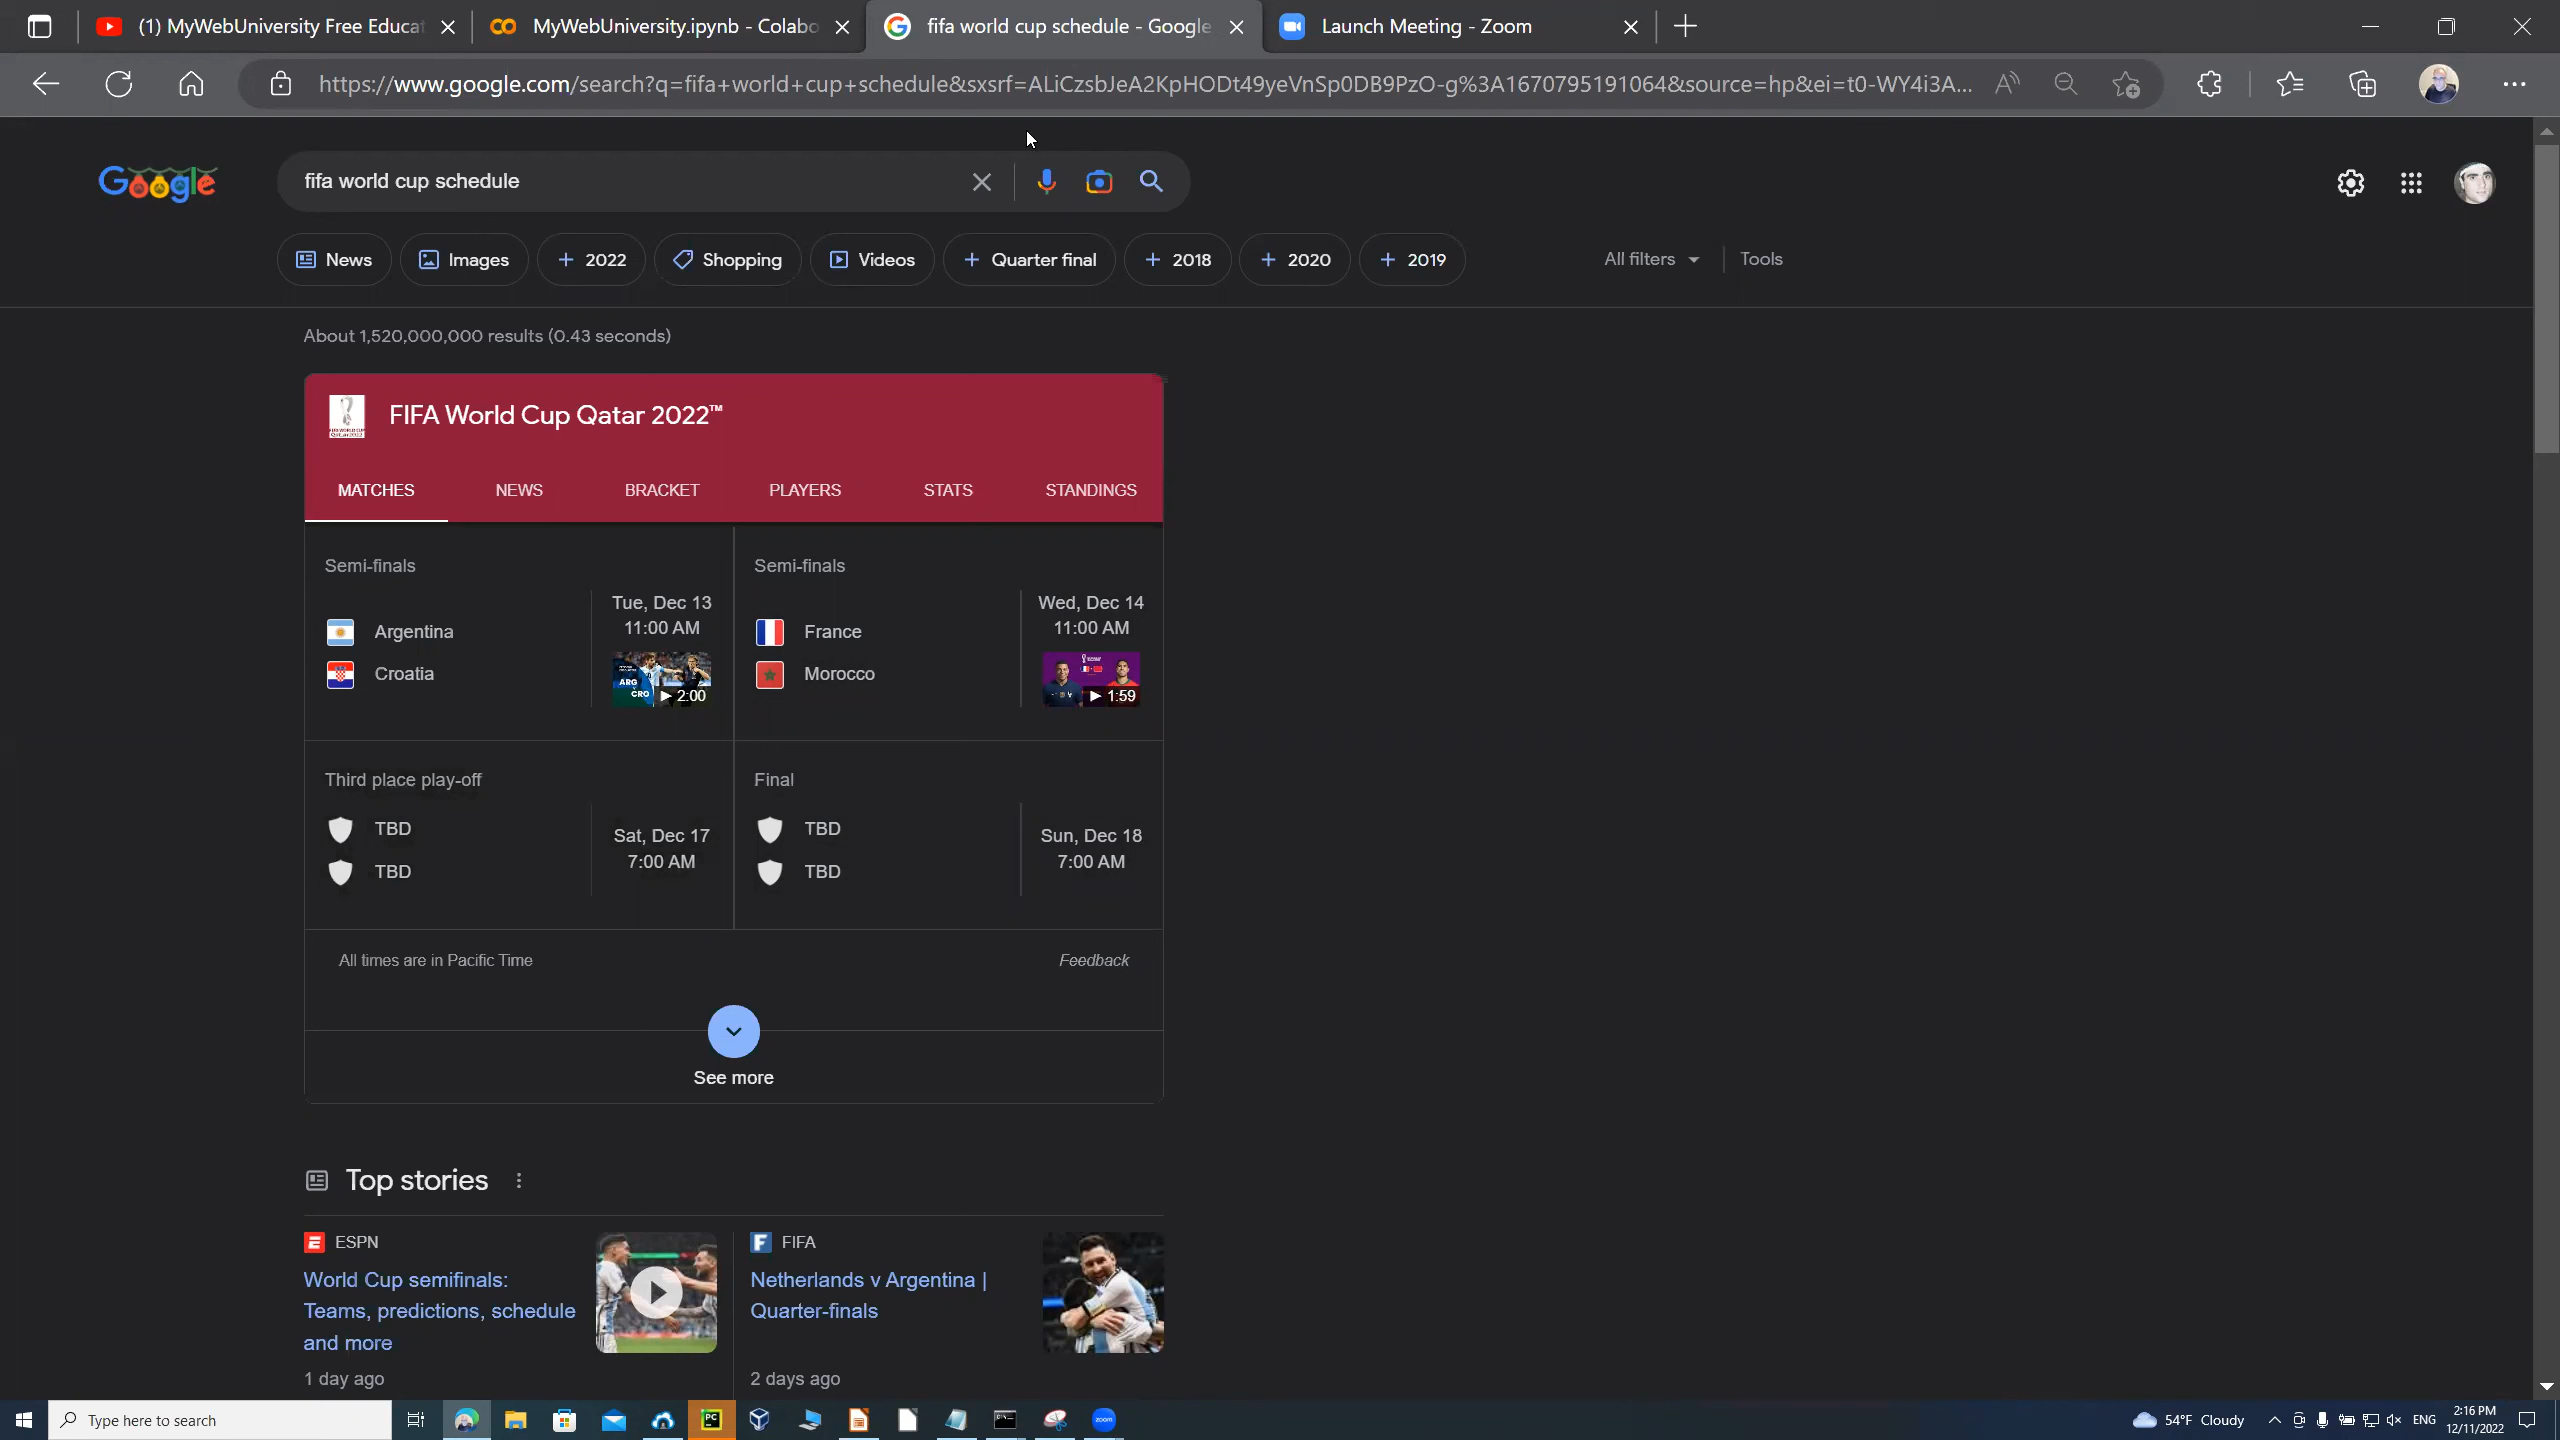 (1) MyWebUniversity Free Educat
MyWebUniversity.ipynb - Colabo
fifa world cup schedule - Google
Launch Meeting - Zoom
https://www.google.com/search?q=fifa+world+cup+schedule&sxsrf=ALiCzsbJeA2KpHODt49yeVnSp0DB9PzO-g%3A1670795191064&source=hp&ei=t0-WY4i3A...
Google
fifa world cup schedule
News
Images
2022
Shopping
Videos
Quarter final
2018
2020
2019
All filters
Tools
About 1,520,000,000 results (0.43 seconds)
FIFA World Cup Qatar 2022™
MATCHES
NEWS
BRACKET
PLAYERS
STATS
STANDINGS
Semi-finals
Argentina
Croatia
Tue, Dec 13
11:00 AM
ARG
CRO
2:00
Semi-finals
France
Morocco
Wed, Dec 14
11:00 AM
1:59
Third place play-off
TBD
TBD
Sat, Dec 17
7:00 AM
Final
TBD
TBD
Sun, Dec 18
7:00 AM
All times are in Pacific Time
Feedback
See more
Top stories
ESPN
World Cup semifinals:
Teams, predictions, schedule
and more
1 day ago
FIFA
Netherlands v Argentina |
Quarter-finals
2 days ago
Type here to search
PC
zoom
54°F Cloudy
ENG
2:16 PM
12/11/2022